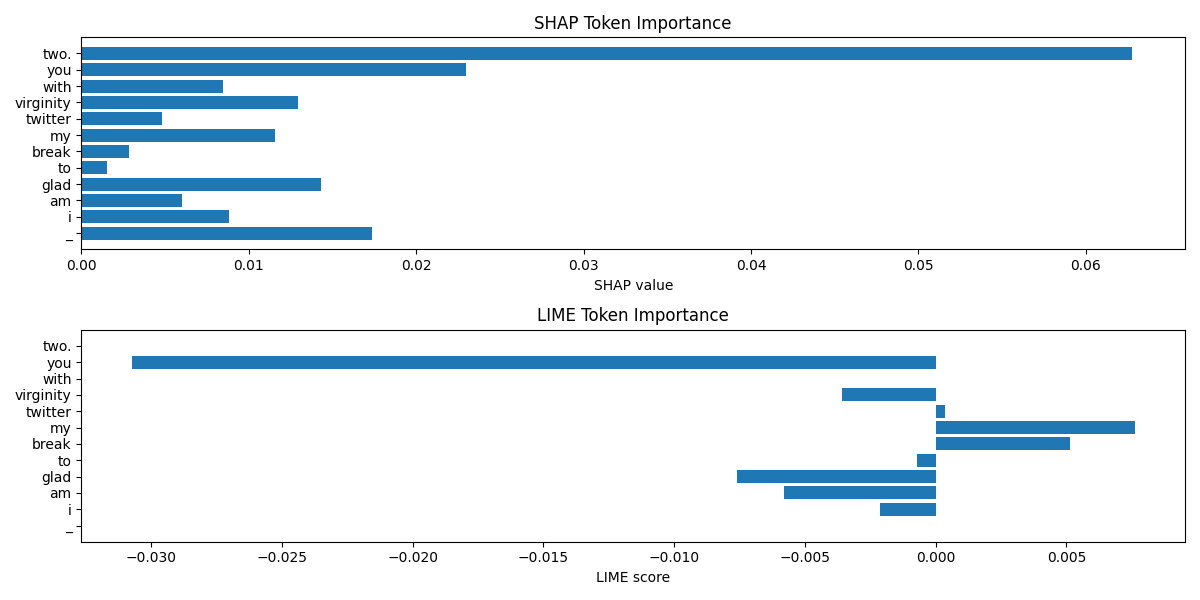 SHAP Token Importance
two.
you
with
virginity
twitter
my
break
to
glad
am
i
_
0.00 0.01 0.02 0.03 0.04 0.05 0.06
SHAP value
LIME Token Importance
two.
you
with
virginity
twitter
my
break
to
glad
am
i
_
−0.030 −0.025 −0.020 −0.015 −0.010 −0.005 0.000 0.005
LIME score